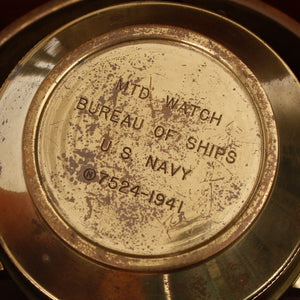 MTD. WATCH
BUREAU OF SHIPS
U.S. NAVY
®7524-1941